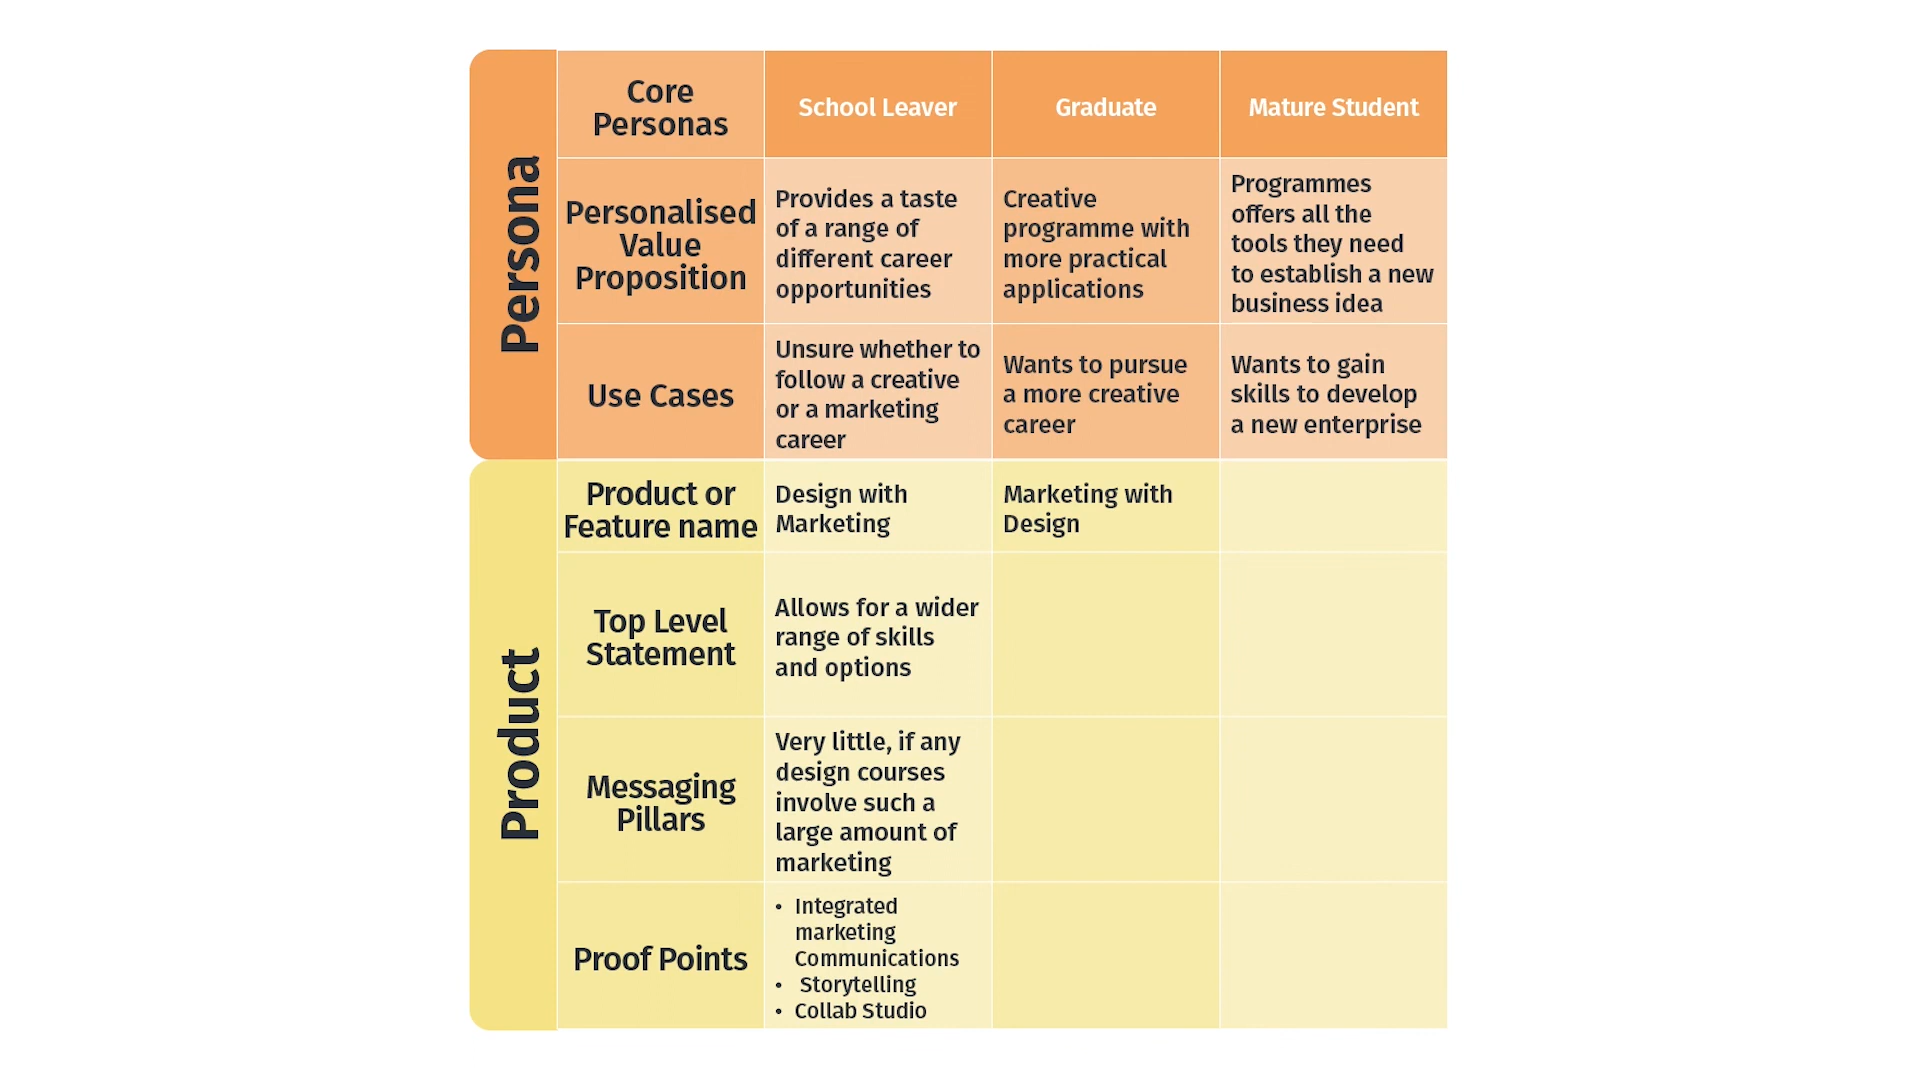 Persona
Core
Personas
School Leaver
Graduate
Mature Student
Personalised
Value
Proposition
Provides a taste
of a range of
different career
opportunities
Creative
programme with
more practical
applications
Programmes
offers all the
tools they need
to establish a new
business idea
Use Cases
Unsure whether to
follow a creative
or a marketing
career
Wants to pursue
a more creative
career
Wants to gain
skills to develop
a new enterprise
Product
Product or
Feature name
Design with
Marketing
Marketing with
Design
Top Level
Statement
Allows for a wider
range of skills
and options
Messaging
Pillars
Very little, if any
design courses
involve such a
large amount of
marketing
Proof Points
• Integrated
marketing
Communications
• Storytelling
• Collab Studio